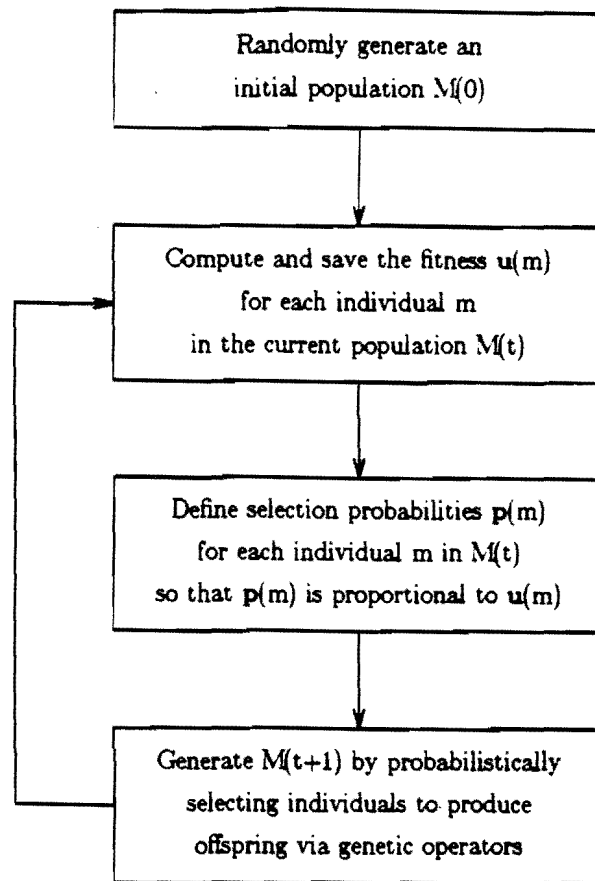 Randomly generate an
initial population M(0)
Compute and save the fitness u(m)
for each individual m
in the current population M(t)
Define selection probabilities p(m)
for each individual m in M(t)
so that p(m) is proportional to u(m)
Generate M(t+1) by probabilistically
selecting individuals to produce
offspring via genetic operators